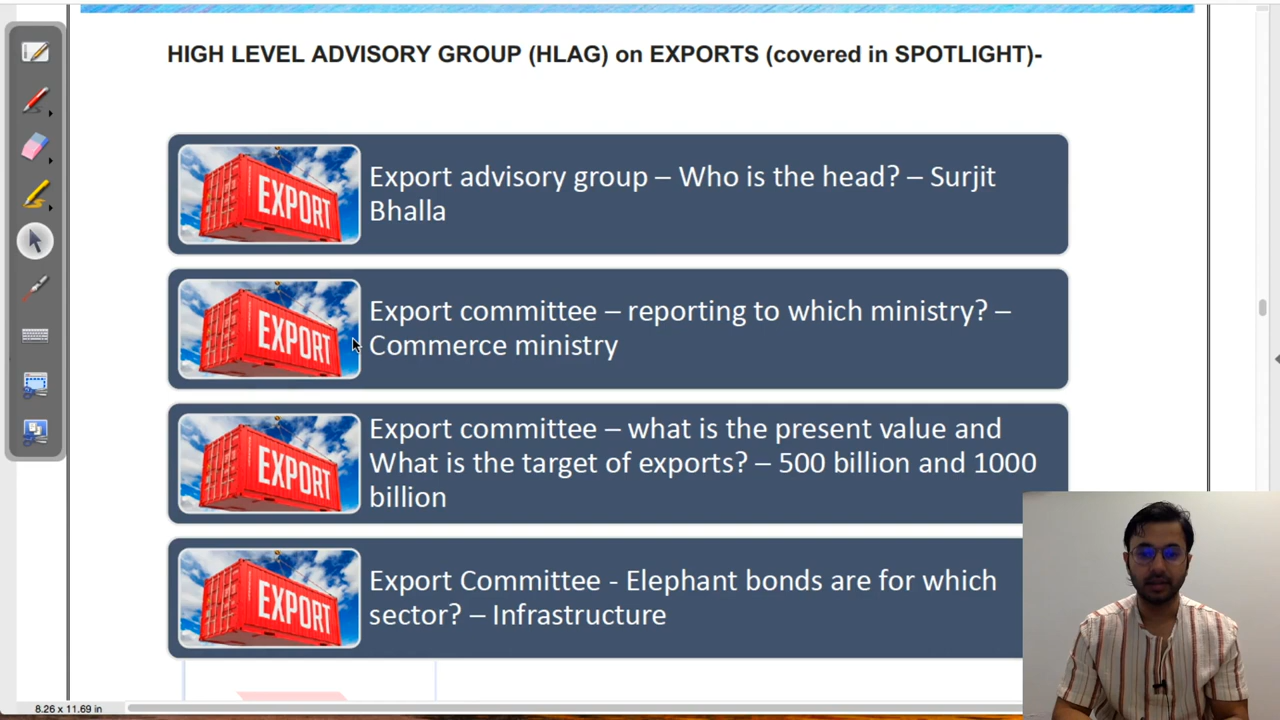 HIGH LEVEL ADVISORY GROUP (HLAG) on EXPORTS (covered in SPOTLIGHT)-
EXPORT
Export advisory group – Who is the head? – Surjit
Bhalla
EXPORT
Export committee – reporting to which ministry? –
Commerce ministry
EXPORT
Export committee – what is the present value and
What is the target of exports? – 500 billion and 1000
billion
EXPORT
Export Committee - Elephant bonds are for which
sector? – Infrastructure
8.26 x 11.69 in